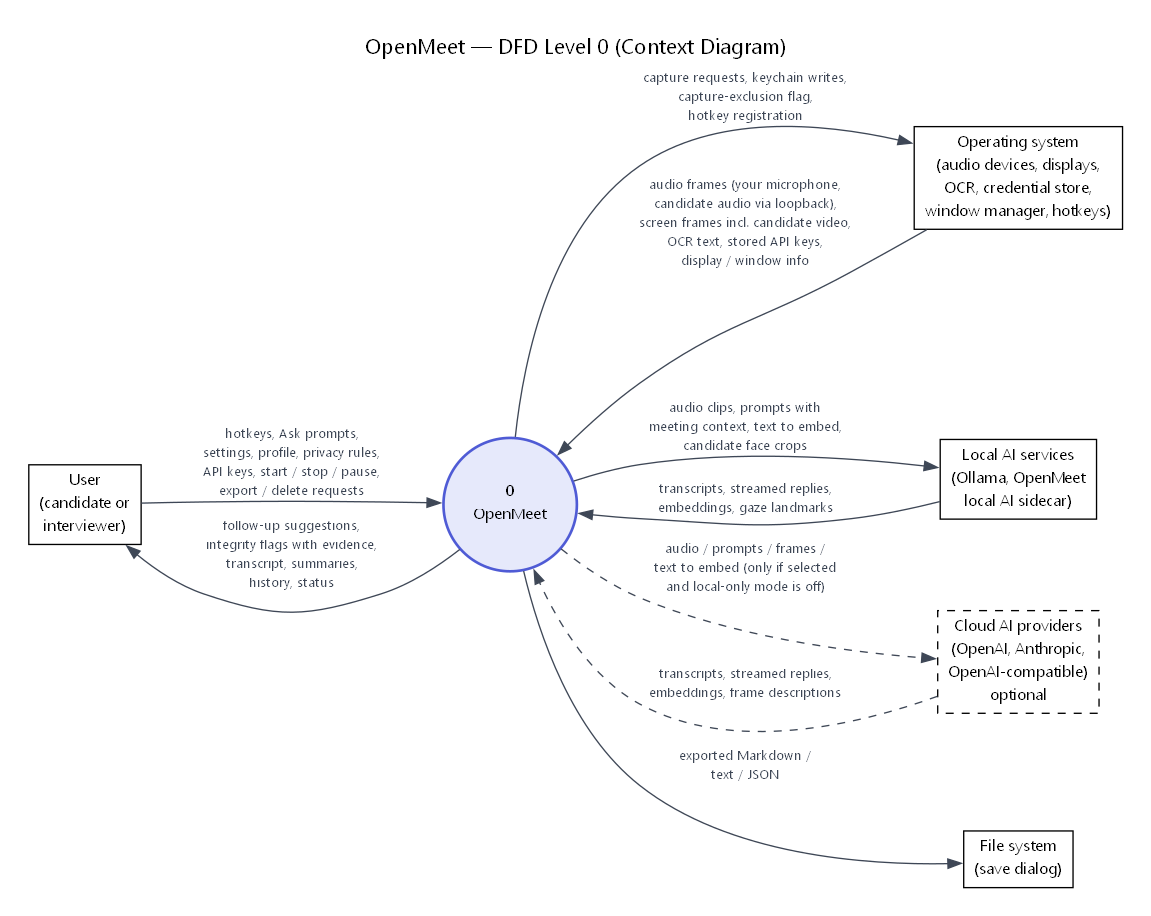 OpenMeet — DFD Level 0 (Context Diagram)
capture requests, keychain writes,
capture-exclusion flag,
hotkey registration
Operating system
(audio devices, displays,
OCR, credential store,
window manager, hotkeys)
audio frames (your microphone,
candidate audio via loopback),
screen frames incl. candidate video,
OCR text, stored API keys,
display / window info
audio clips, prompts with
meeting context, text to embed,
candidate face crops
hotkeys, Ask prompts,
settings, profile, privacy rules,
API keys, start / stop / pause,
export / delete requests
User
(candidate or
interviewer)
0
OpenMeet
Local AI services
(Ollama, OpenMeet
local AI sidecar)
transcripts, streamed replies,
embeddings, gaze landmarks
follow-up suggestions,
integrity flags with evidence,
transcript, summaries,
history, status
audio / prompts / frames /
text to embed (only if selected
and local-only mode is off)
Cloud AI providers
(OpenAI, Anthropic,
OpenAI-compatible)
optional
transcripts, streamed replies,
embeddings, frame descriptions
exported Markdown /
text / JSON
File system
(save dialog)